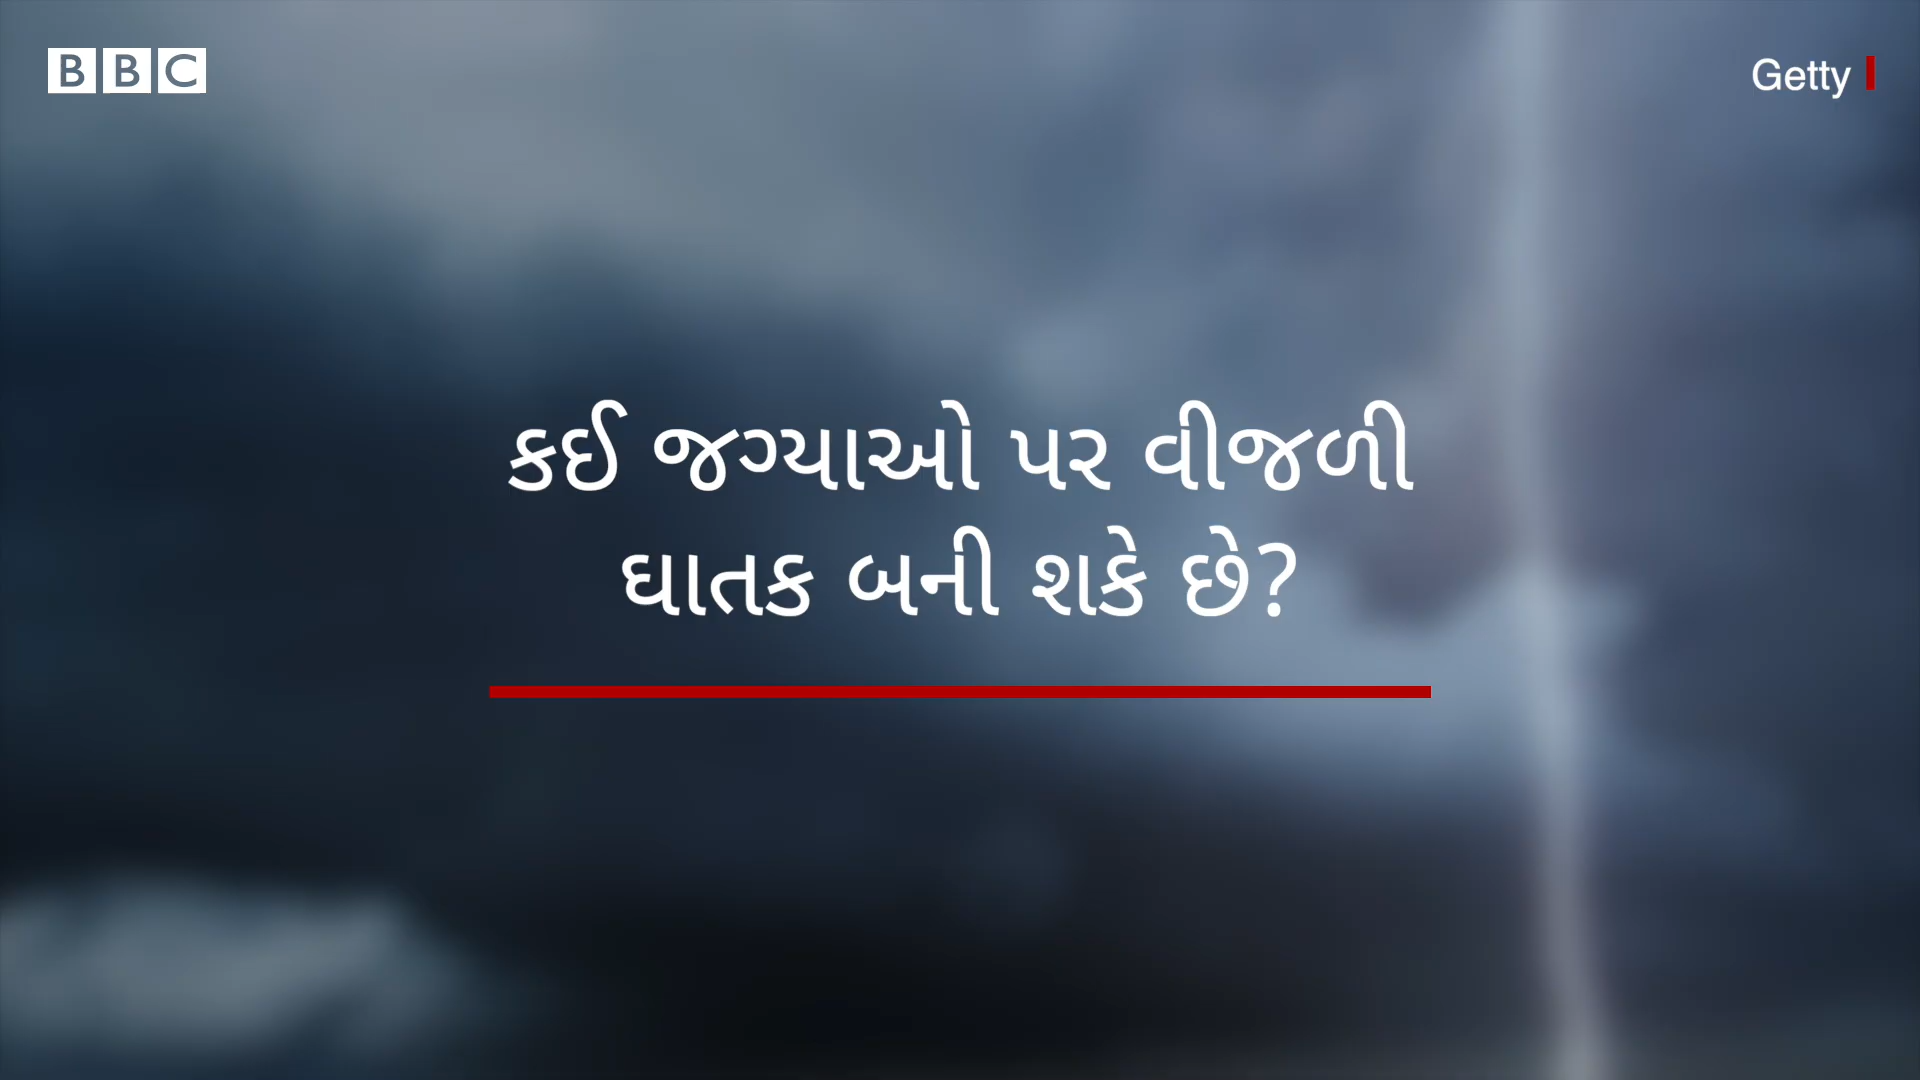 BBC
Getty
કઈ જગ્યાઓ પર વીજળી
ઘાતક બની શકે છે?